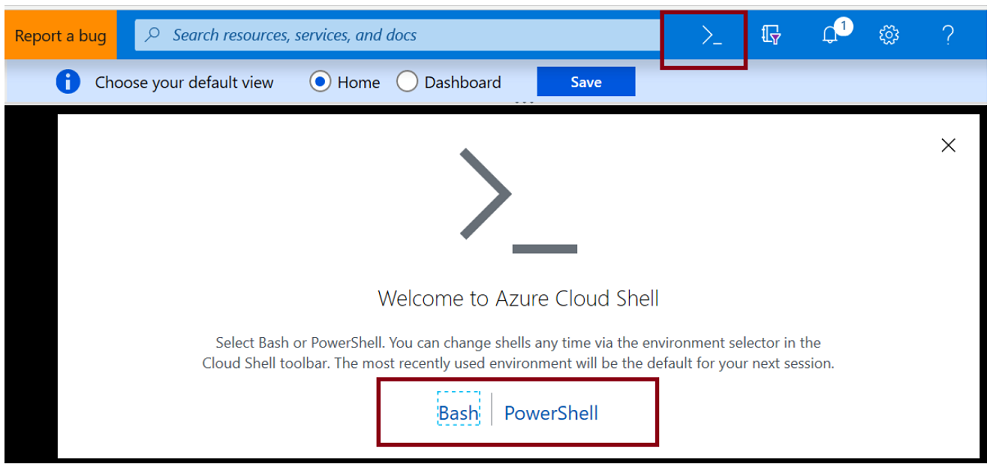 Report a bug
Search resources, services, and docs
1
Choose your default view
Home
Dashboard
Save
Welcome to Azure Cloud Shell
Select Bash or PowerShell. You can change shells any time via the environment selector in the
Cloud Shell toolbar. The most recently used environment will be the default for your next session.
Bash
PowerShell